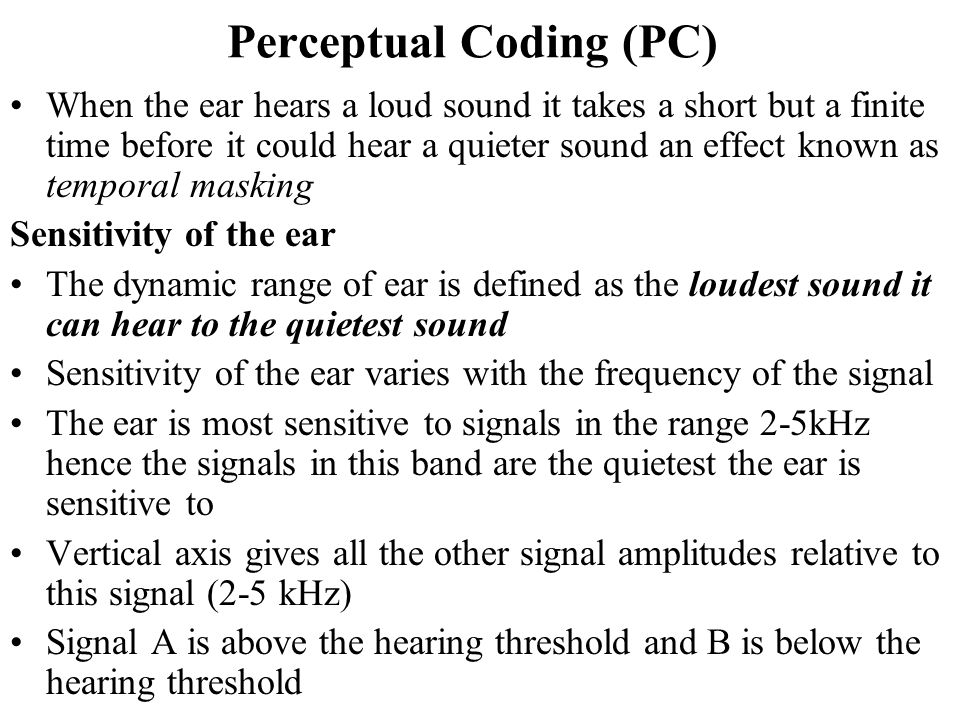 Perceptual Coding (PC)
• When the ear hears a loud sound it takes a short but a finite
time before it could hear a quieter sound an effect known as
temporal masking
Sensitivity of the ear
• The dynamic range of ear is defined as the loudest sound it
can hear to the quietest sound
• Sensitivity of the ear varies with the frequency of the signal
• The ear is most sensitive to signals in the range 2-5kHz
hence the signals in this band are the quietest the ear is
sensitive to
• Vertical axis gives all the other signal amplitudes relative to
this signal (2-5 kHz)
• Signal A is above the hearing threshold and B is below the
hearing threshold